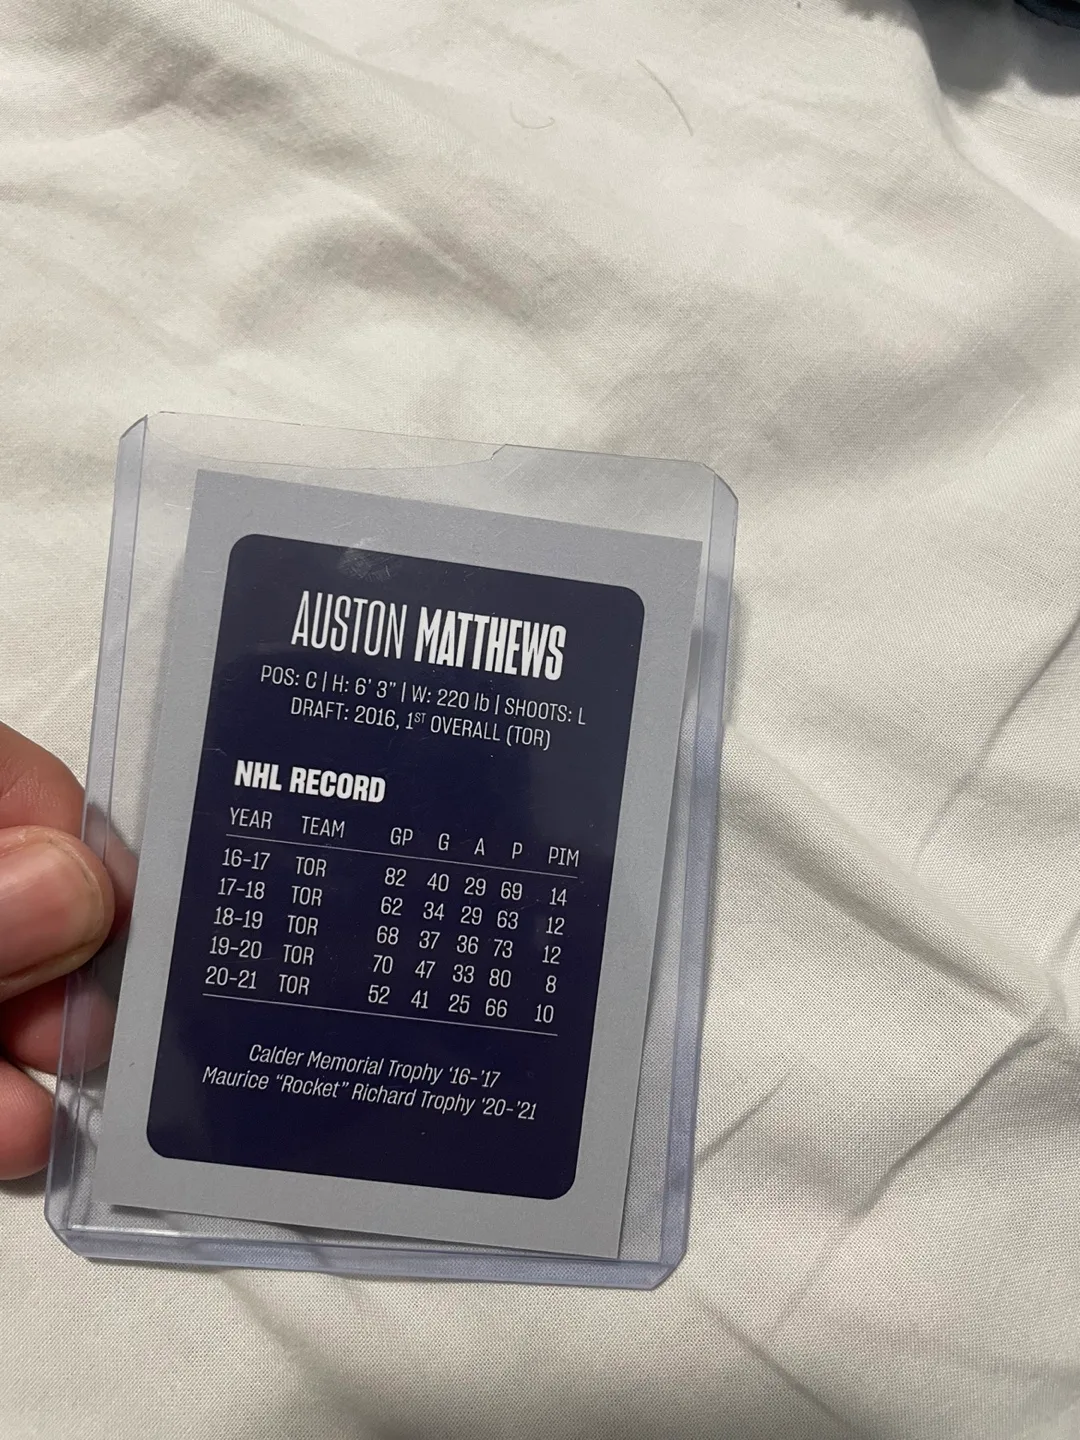 AUSTON MATTHEWS
POS: C | H: 6' 3" | W: 220 lb | SHOOTS: L
DRAFT: 2016, 1ST OVERALL (TOR)
NHL RECORD
YEAR TEAM GP G A P PIM
16-17 TOR 82 40 29 69 14
17-18 TOR 62 34 29 63 12
18-19 TOR 68 37 36 73 12
19-20 TOR 70 47 33 80 8
20-21 TOR 52 41 25 66 10
Calder Memorial Trophy '16-'17
Maurice "Rocket" Richard Trophy '20-'21